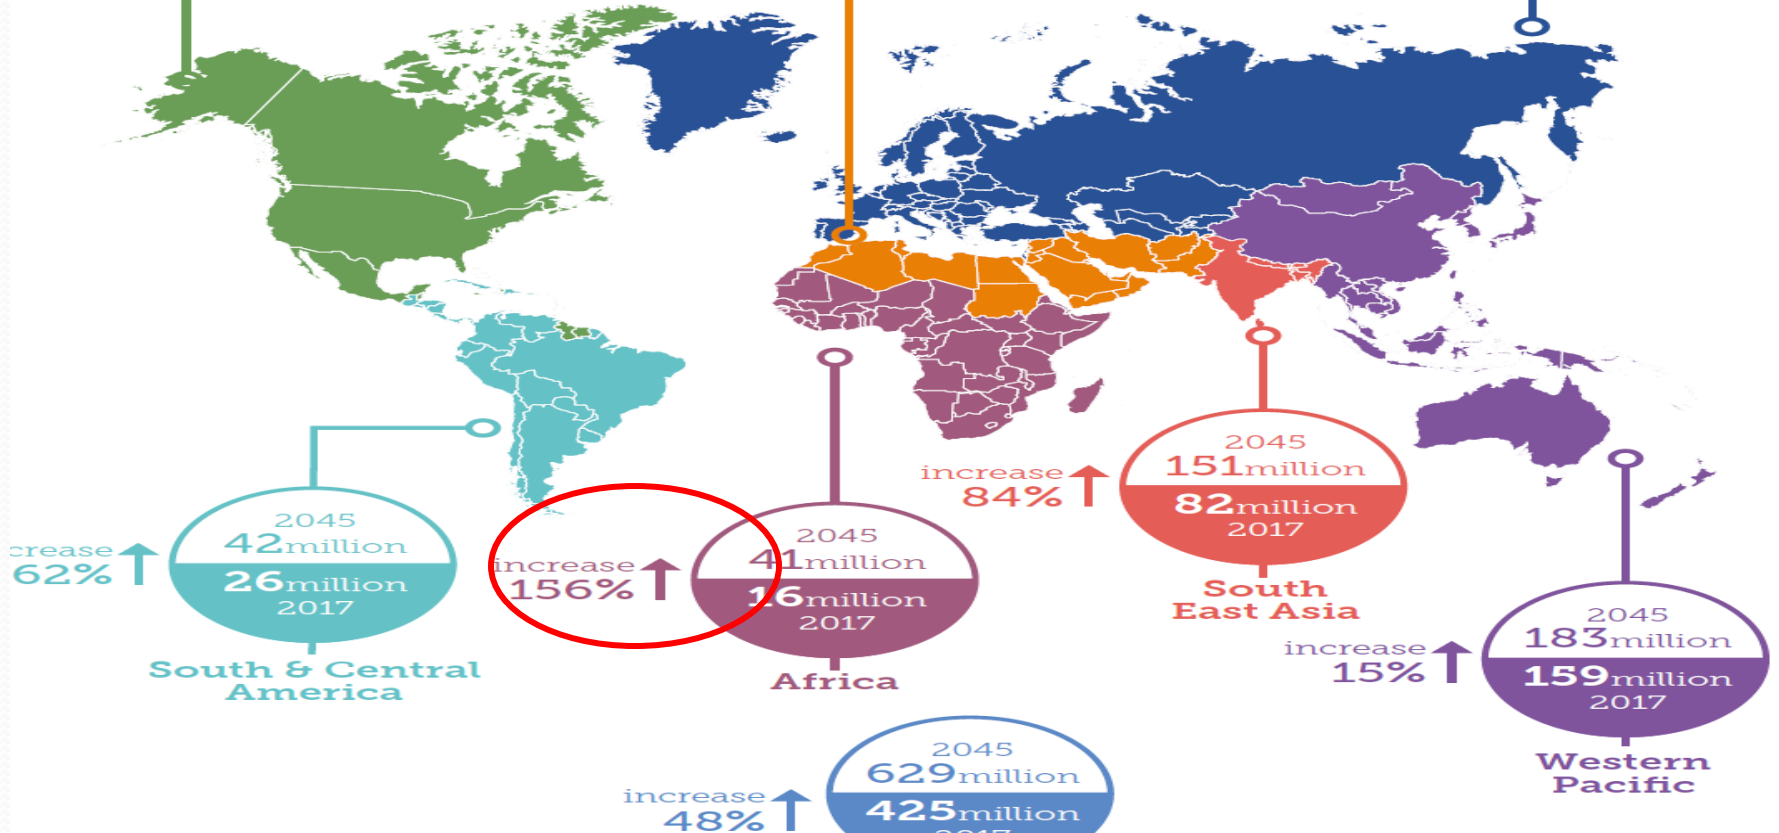 2045
42million
26million
2017
crease
62%
South & Central
America
2045
41million
16million
2017
increase
156%
Africa
2045
151million
82million
2017
increase
84%
South
East Asia
2045
183million
159million
2017
increase
15%
Western
Pacific
2045
629million
425million
2017
increase
48%